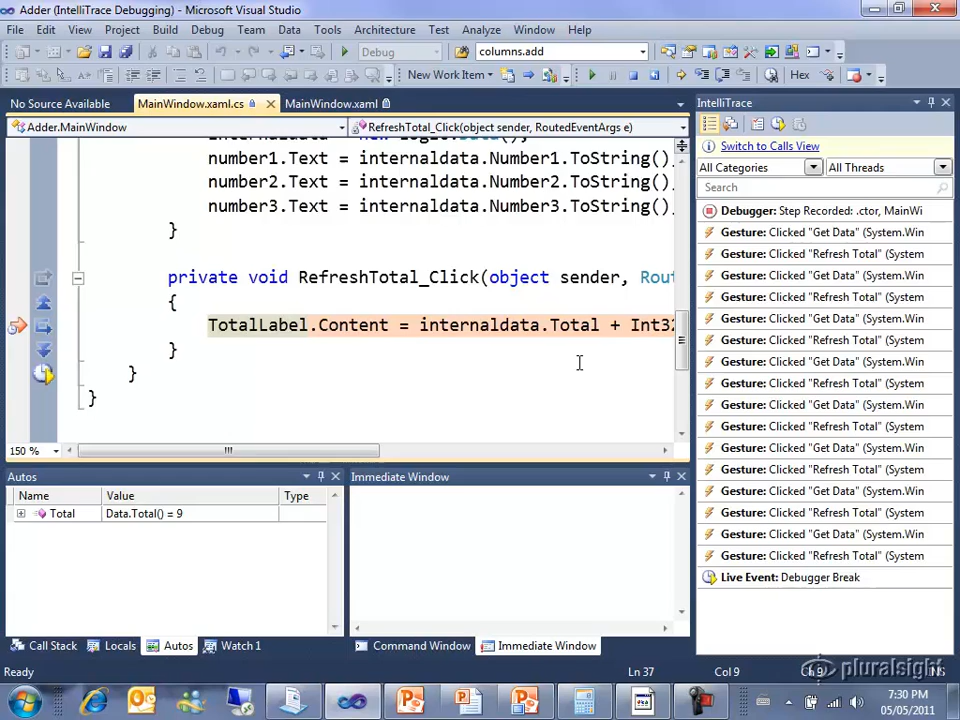 Adder (IntelliTrace Debugging) - Microsoft Visual Studio
File Edit View Project Build Debug Team Data Tools Architecture Test Analyze Window Help
Debug columns.add
New Work Item Hex
No Source Available MainWindow.xaml.cs MainWindow.xaml
Adder.MainWindow RefreshTotal_Click(object sender, RoutedEventArgs e)
number1.Text = internaldata.Number1.ToString()
number2.Text = internaldata.Number2.ToString()
number3.Text = internaldata.Number3.ToString()
}
private void RefreshTotal_Click(object sender, Rout
{
TotalLabel.Content = internaldata.Total + Int32
}
}
}
150 %
IntelliTrace
Switch to Calls View
All Categories All Threads
Search
Debugger: Step Recorded: .ctor, MainWi
Gesture: Clicked "Get Data" (System.Win
Gesture: Clicked "Refresh Total" (System
Gesture: Clicked "Get Data" (System.Win
Gesture: Clicked "Refresh Total" (System
Gesture: Clicked "Get Data" (System.Win
Gesture: Clicked "Refresh Total" (System
Gesture: Clicked "Get Data" (System.Win
Gesture: Clicked "Refresh Total" (System
Gesture: Clicked "Get Data" (System.Win
Gesture: Clicked "Refresh Total" (System
Gesture: Clicked "Get Data" (System.Win
Gesture: Clicked "Refresh Total" (System
Gesture: Clicked "Get Data" (System.Win
Gesture: Clicked "Refresh Total" (System
Gesture: Clicked "Get Data" (System.Win
Gesture: Clicked "Refresh Total" (System
Live Event: Debugger Break
Autos
Name Value Type
Total Data.Total() = 9
Call Stack Locals Autos Watch 1
Immediate Window
Command Window Immediate Window
Ready Ln 37 Col 9 Ch 9 INS
pluralsight
7:30 PM
05/05/2011